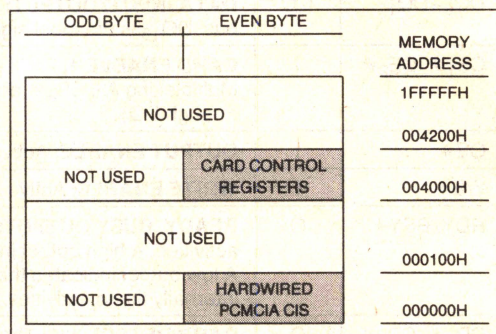 ODD BYTE EVEN BYTE
MEMORY
ADDRESS
1FFFFFH
NOT USED
004200H
NOT USED CARD CONTROL
REGISTERS 004000H
NOT USED
000100H
NOT USED HARDWIRED
PCMCIA CIS 000000H